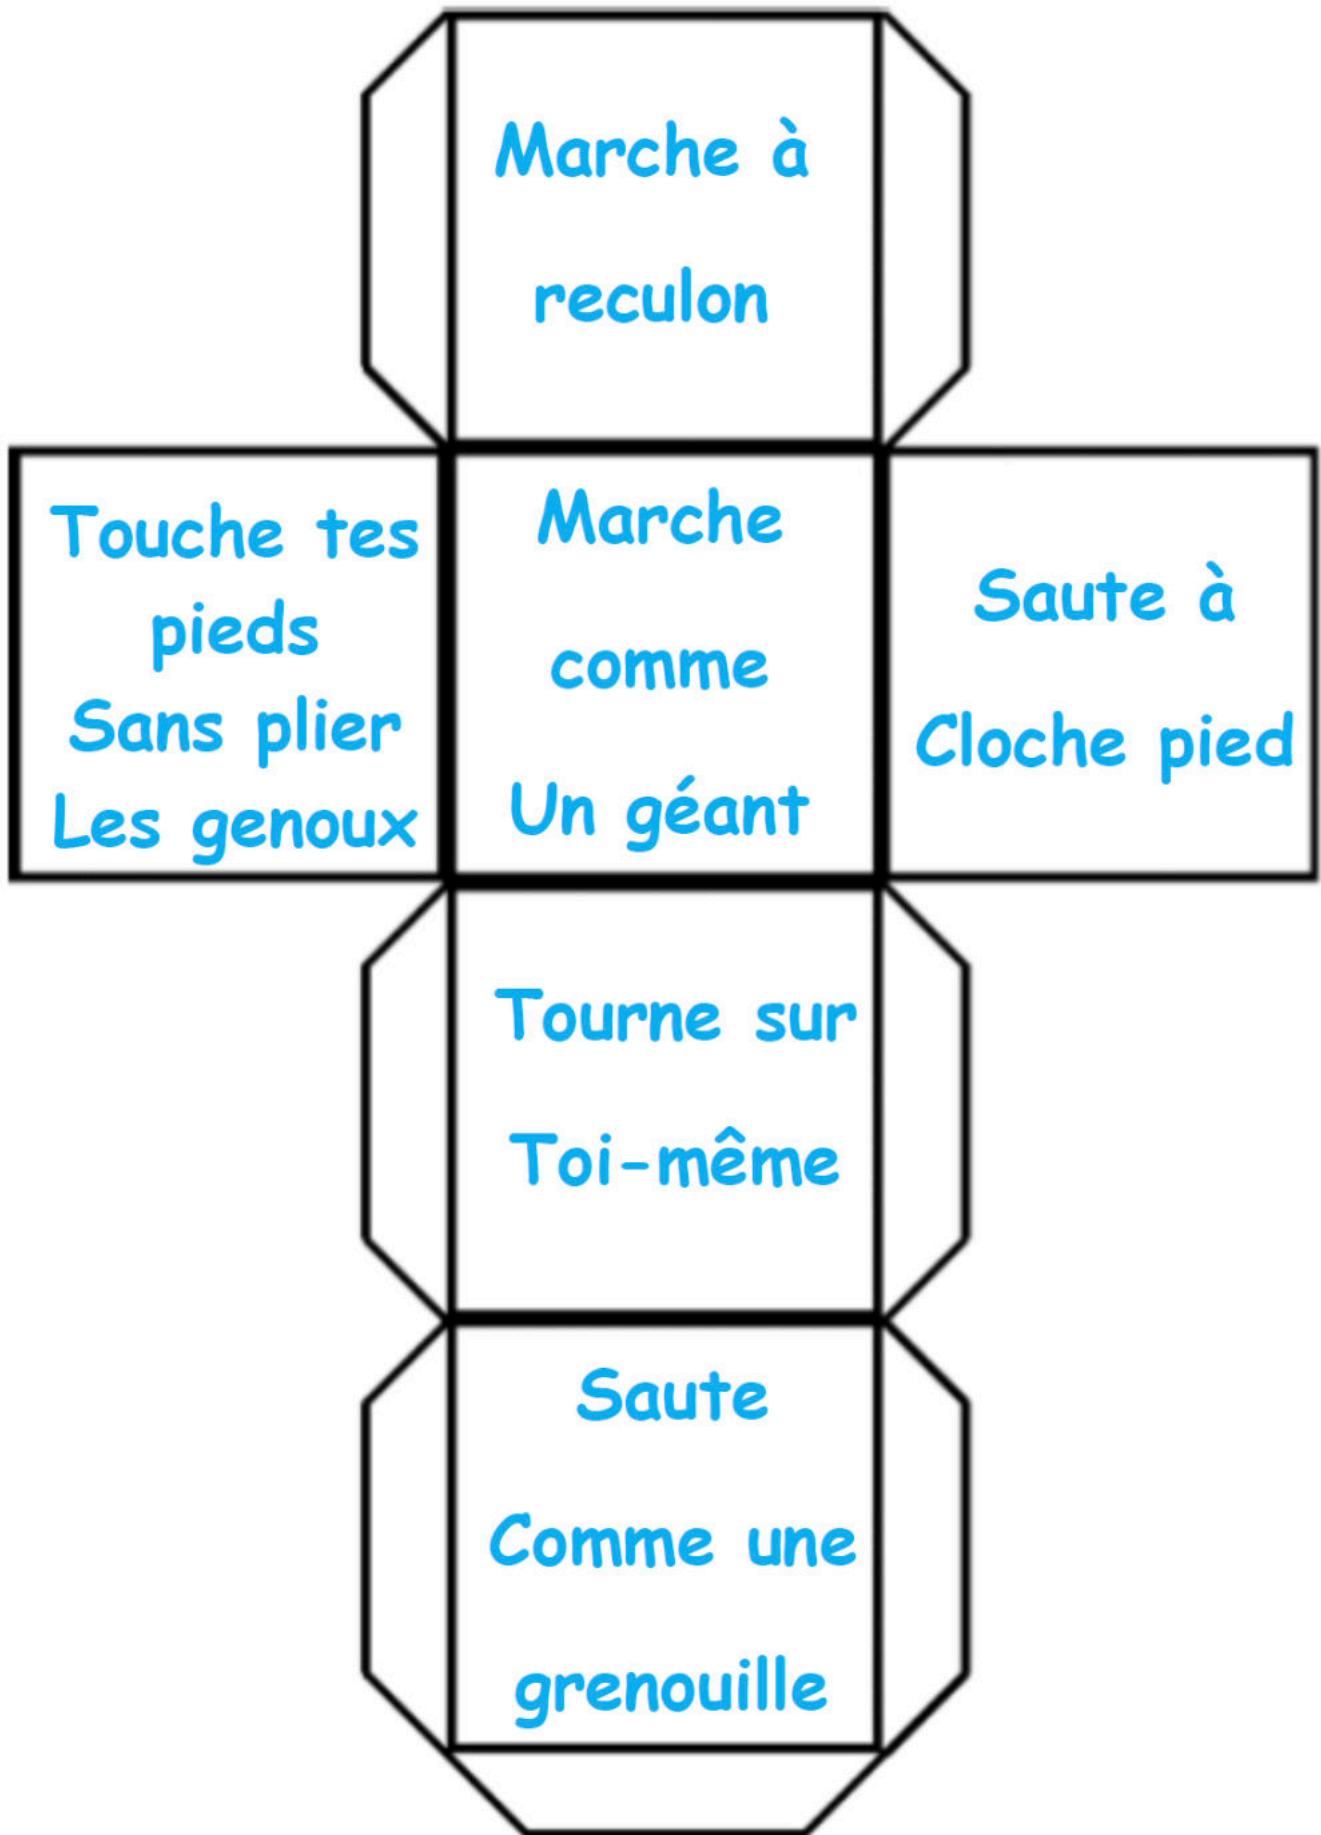 Marche à
reculon
Touche tes
pieds
Sans plier
Les genoux
Marche
comme
Un géant
Saute à
Cloche pied
Tourne sur
Toi-même
Saute
Comme une
grenouille